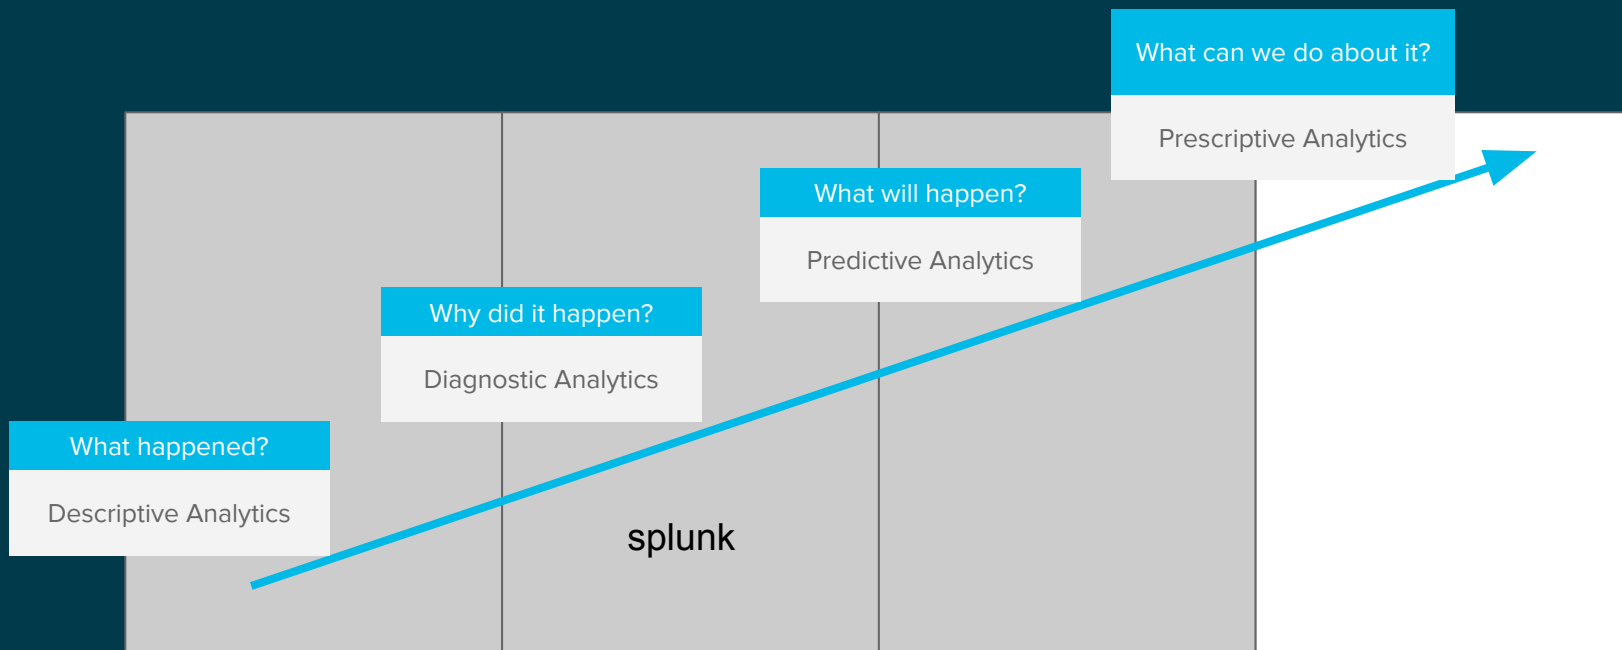 What can we do about it?
Prescriptive Analytics
What will happen?
Predictive Analytics
Why did it happen?
Diagnostic Analytics
What happened?
Descriptive Analytics
splunk